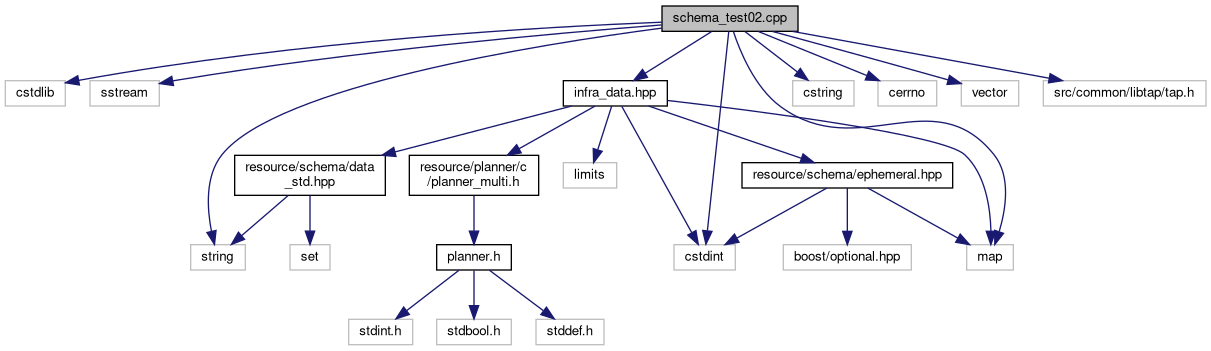 schema_test02.cpp
cstdlib
sstream
infra_data.hpp
cstring
cerrno
vector
src/common/libtap/tap.h
resource/schema/data
_std.hpp
resource/planner/c
/planner_multi.h
limits
resource/schema/ephemeral.hpp
string
set
planner.h
cstdint
boost/optional.hpp
map
stdint.h
stdbool.h
stddef.h